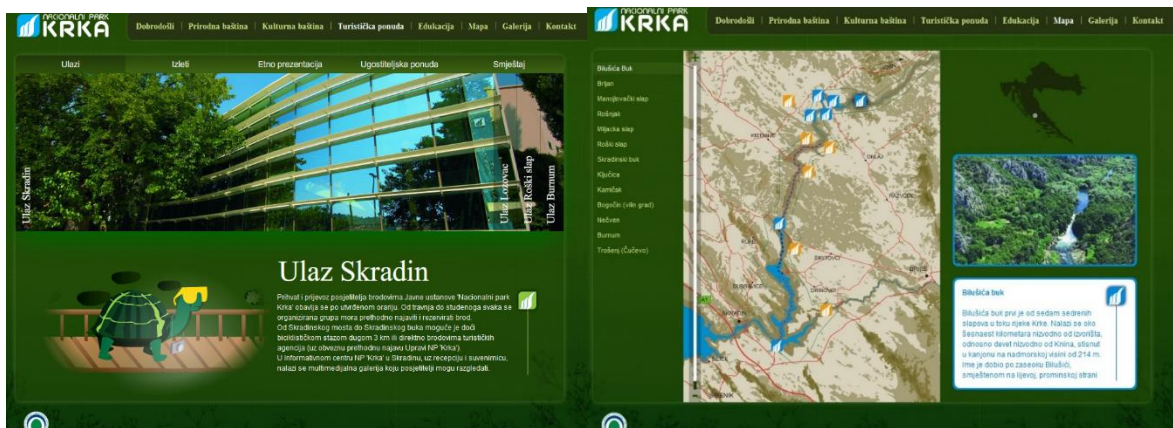 NACIONALNI PARK
KRKA
Dobrodošli | Prirodna baština | Kulturna baština | Turistička ponuda | Edukacija | Mapa | Galerija | Kontakt
Ulazi Izleti Etno prezentacija Ugostiteljska ponuda Smještaj
Ulaz Skradin
Ulaz Lozovac
Ulaz Roški slap
Ulaz Burnum
Ulaz Skradin
Prihvat i prijevoz posjetitelja brodovima Javne ustanove 'Nacionalni park
Krka' obavlja se po utvrđenom
Od travnja do studenoga svaka se
organizirana grupa mora prethodno najaviti i rezervirati brod.
Od Skradinskog mosta do Skradinskog buka moguće je doći
biciklističkom stazom dugom 3 km ili direktno brodovima turističkih
agencija (uz obveznu prethodnu najavu Upravi NP 'Krka').
U Informativnom centru NP 'Krka' u Skradinu, uz recepciju i suvenirnicu,
nalazi se multimedijalna galerija koju posjetitelji mogu razgledati.
NACIONALNI PARK
KRKA
Dobrodošli | Prirodna baština | Kulturna baština | Turistička ponuda | Edukacija | Mapa | Galerija | Kontakt
Bilušića Buk
Brljan
Manojlovački slap
Rošnjak
Miljacka slap
Roški slap
Skradinski buk
Ključica
Kamičak
Bogočin (vilin grad)
Nečven
Burnum
Trošenj (Čučevo)
Bilušića buk
Bilušića buk prvi je od sedam sedrenih
slapova u toku rijeke Krke. Nalazi se oko
šesnaest kilometara nizvodno od izvorišta,
odnosno devet nizvodno od Knina, stisnut
u kanjonu na nadmorskoj visini od 214 m.
Ime je dobio po zaseoku Bilušići,
smještenom na lijevoj, prominskoj strani